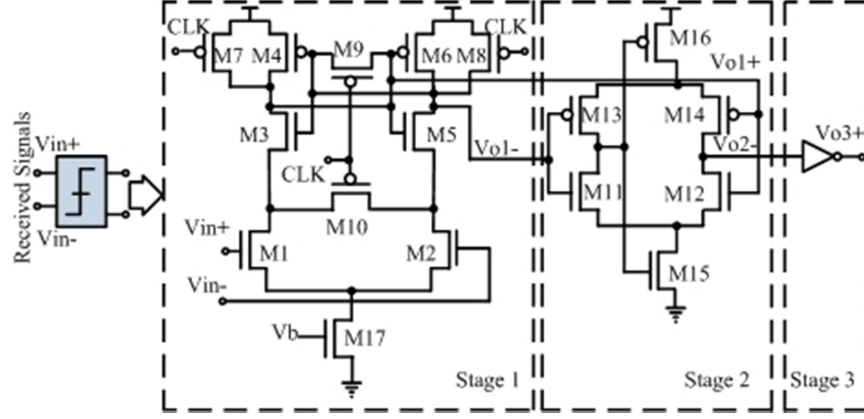 CLK
M7
M4
M9
M6
M8
CLK
M16
Vo1+
M3
M5
M13
M14
Vo1-
Vo2-
Vo3+
Received Signals
Vin+
Vin-
CLK
M10
M11
M12
Vin+
M1
M2
M15
Vin-
Vb
M17
Stage 1
Stage 2
Stage 3